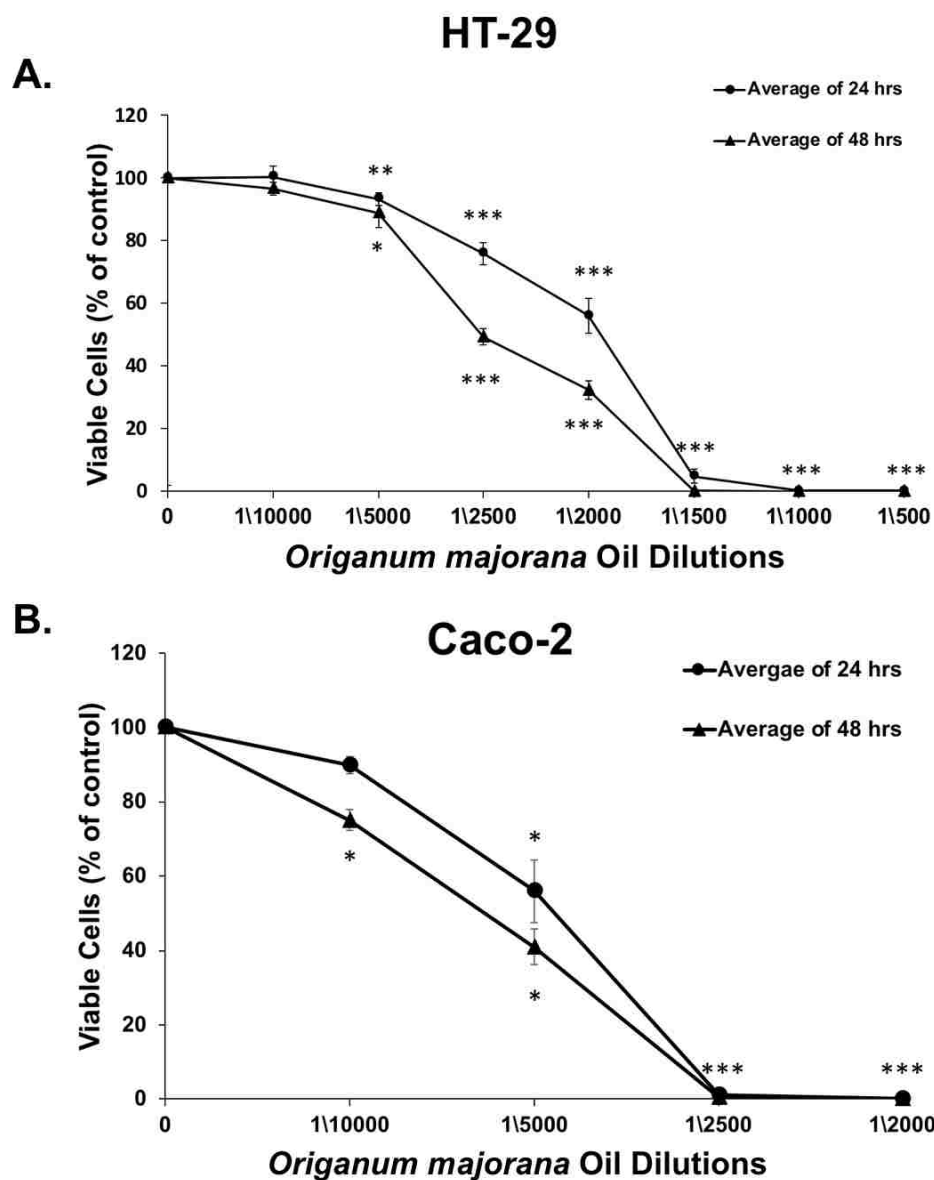 HT-29
A.
Average of 24 hrs
Average of 48 hrs
Viable Cells (% of control)
120
100
80
60
40
20
0
**
*
***
***
***
***
***
***
***
0 1\10000 1\5000 1\2500 1\2000 1\1500 1\1000 1\500
Origanum majorana Oil Dilutions
B.
Caco-2
Avergae of 24 hrs
Average of 48 hrs
Viable Cells (% of control)
120
100
80
60
40
20
0
*
*
*
***
***
0 1\10000 1\5000 1\2500 1\2000
Origanum majorana Oil Dilutions